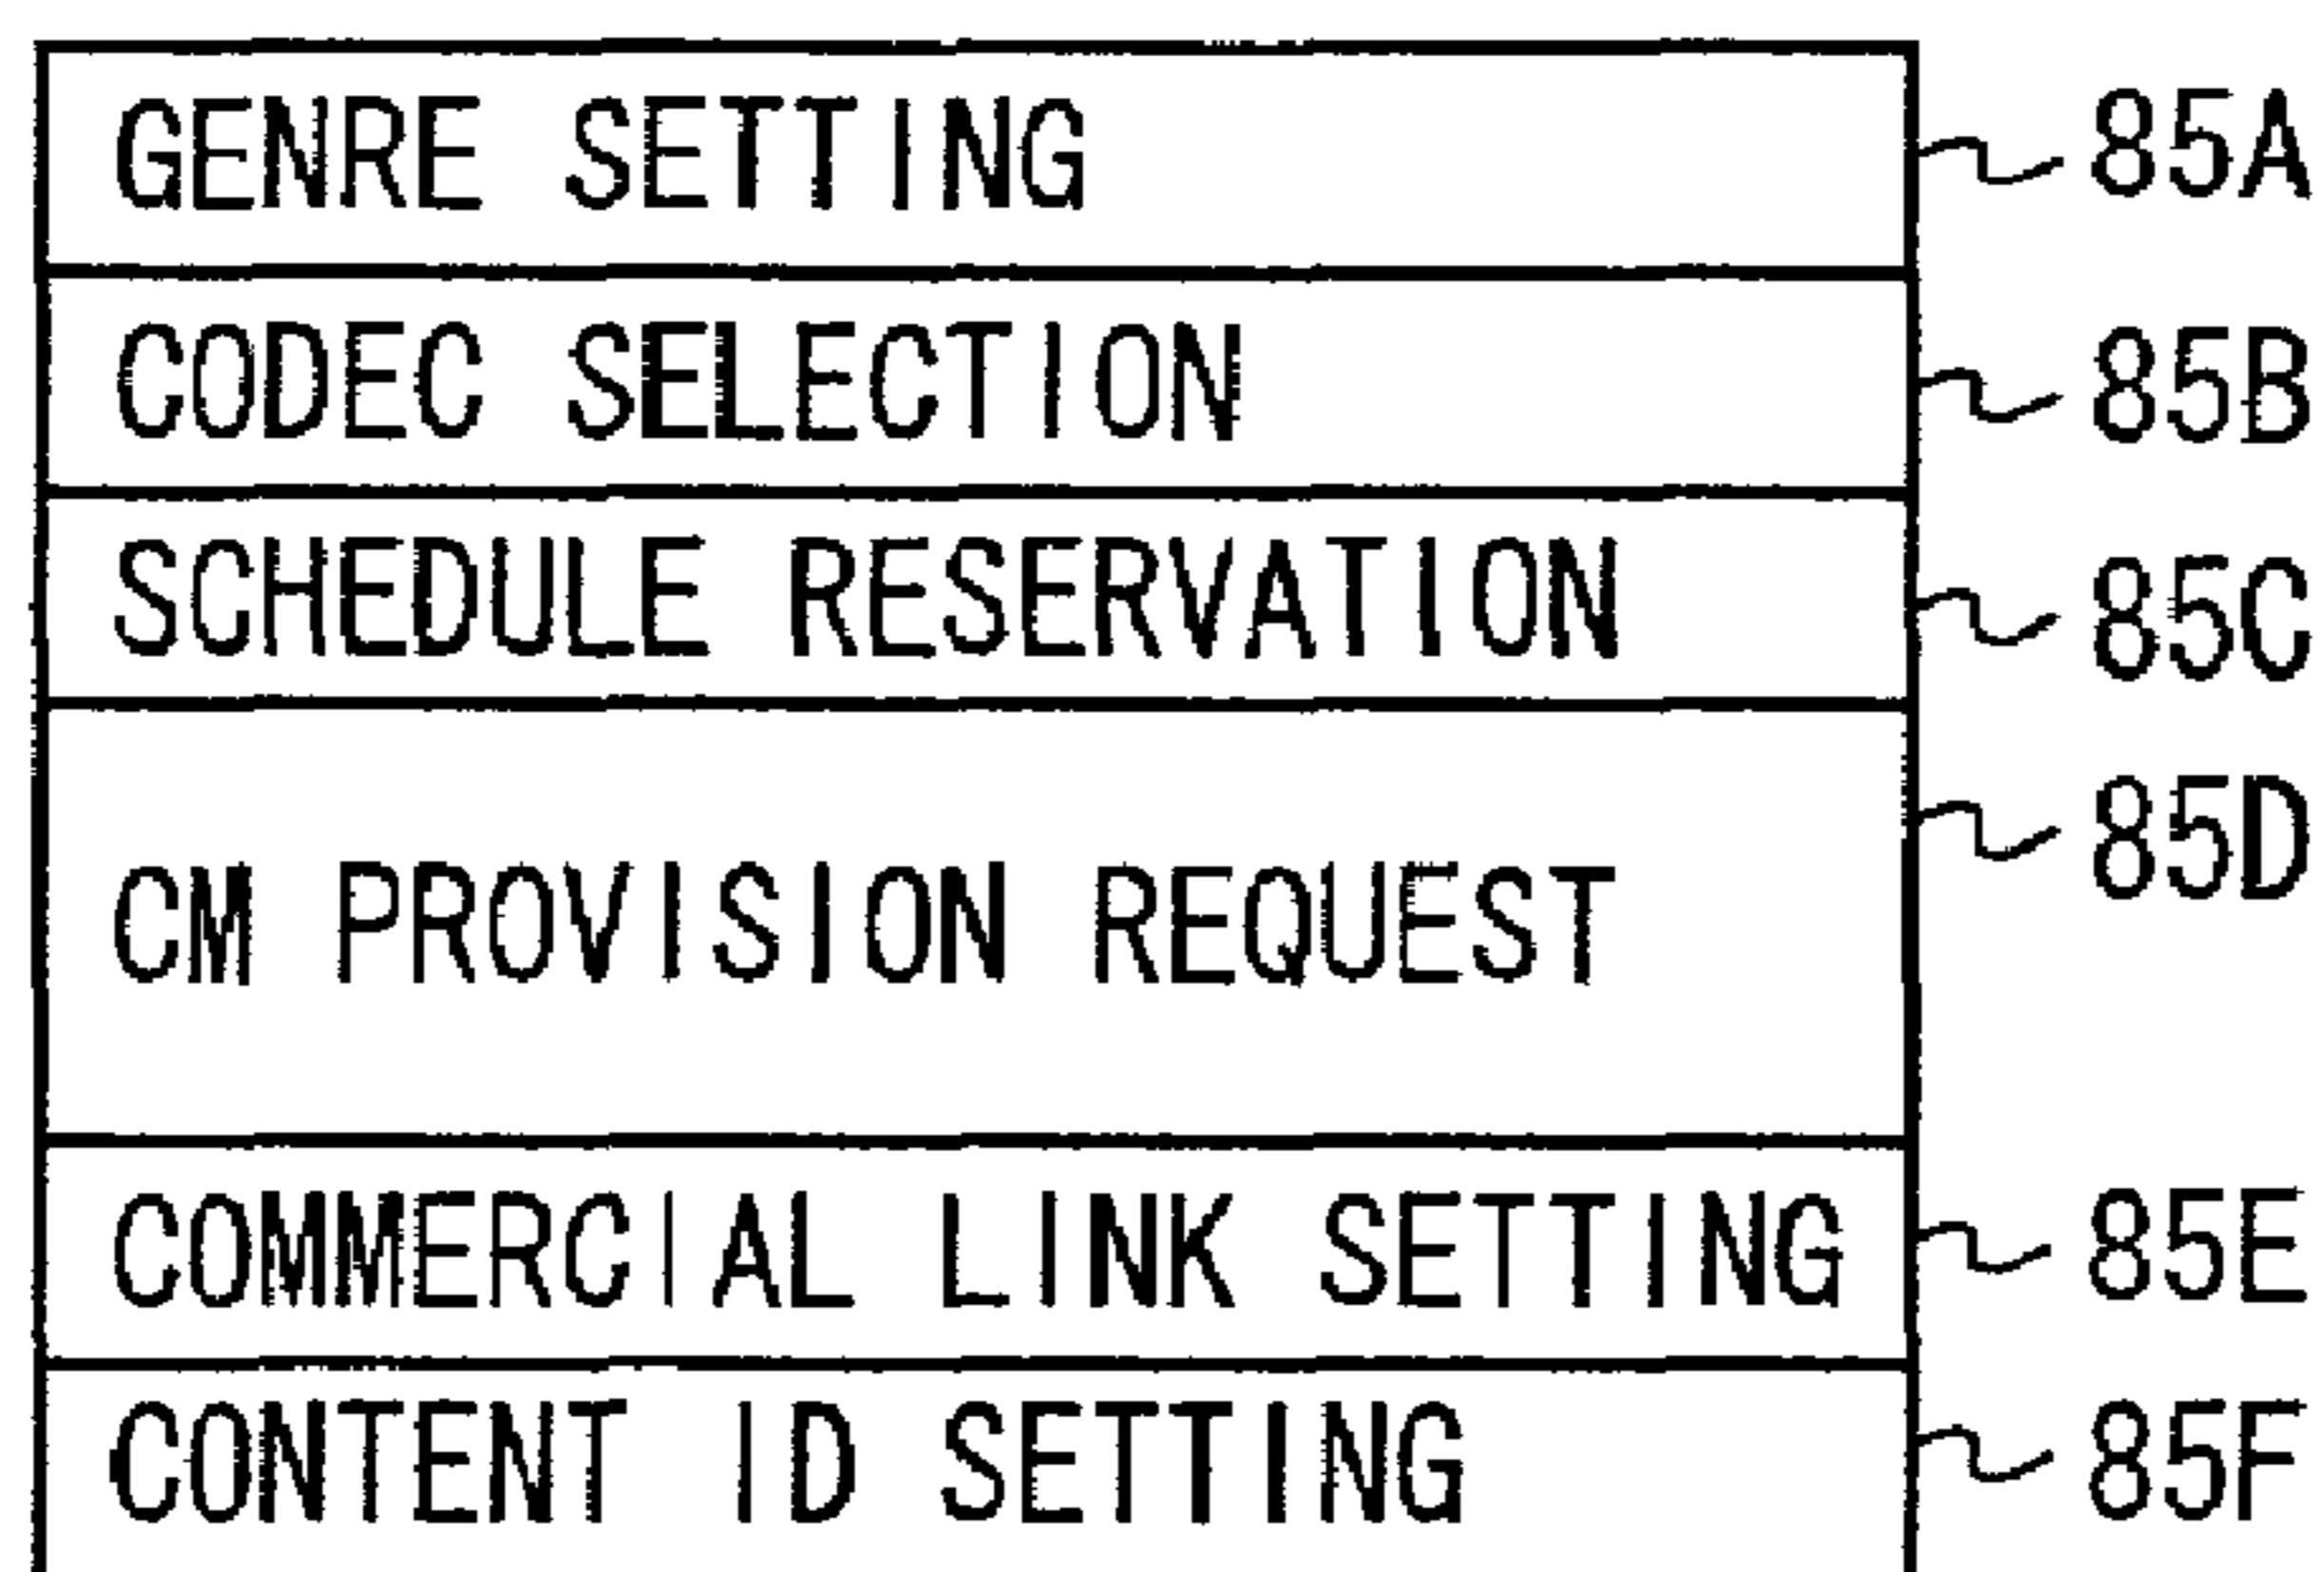 GENRE SETTING 85A
CODEC SELECTION 85B
SCHEDULE RESERVATION 85C
CM PROVISION REQUEST 85D
COMMERCIAL LINK SETTING 85E
CONTENT ID SETTING 85F